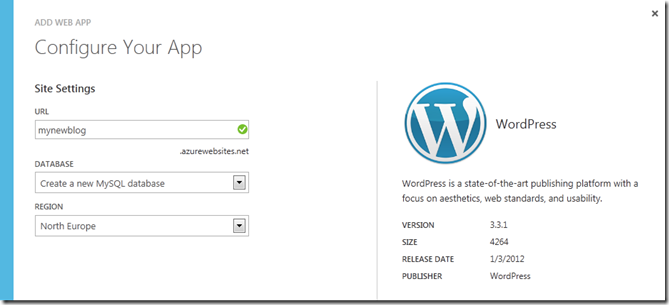 ADD WEB APP
Configure Your App
Site Settings
URL
mynewblog
.azurewebsites.net
DATABASE
Create a new MySQL database
REGION
North Europe
WordPress
WordPress is a state-of-the-art publishing platform with a
focus on aesthetics, web standards, and usability.
VERSION 3.3.1
SIZE 4264
RELEASE DATE 1/3/2012
PUBLISHER WordPress